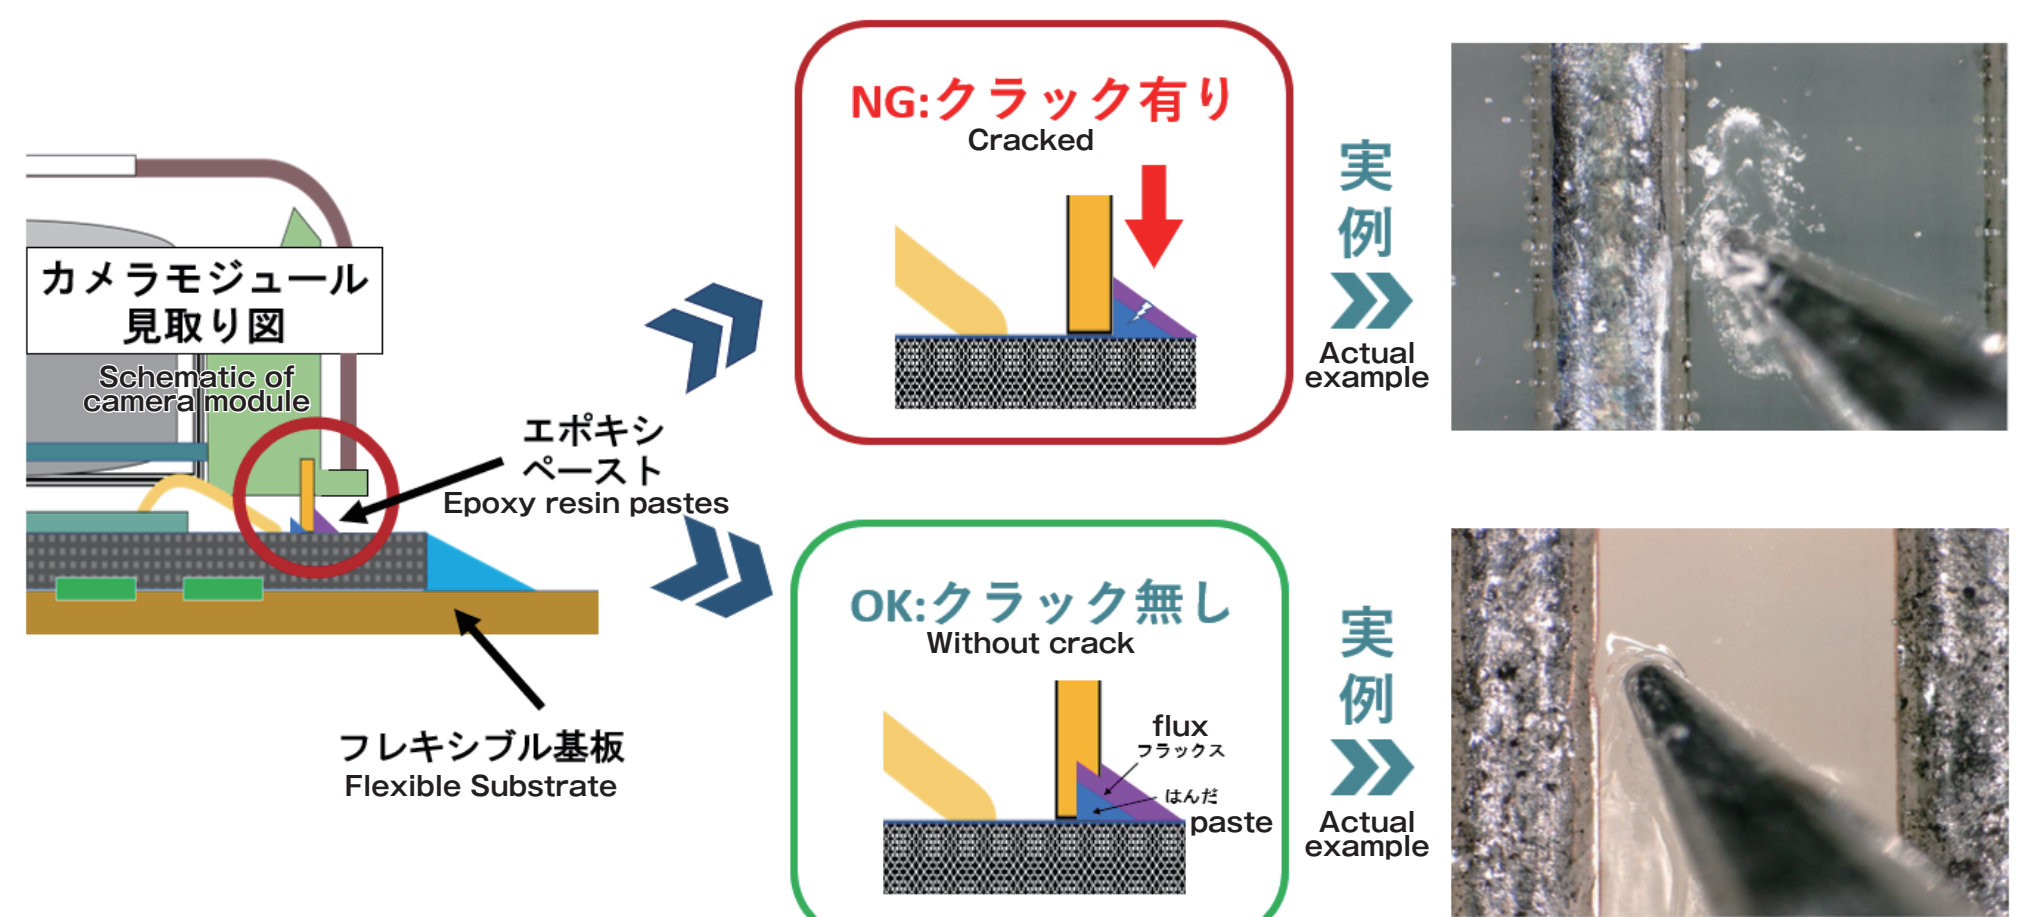 カメラモジュール
見取り図
Schematic of
camera module
エポキシ
ペースト
Epoxy resin pastes
フレキシブル基板
Flexible Substrate
NG:クラック有り
Cracked
実例
Actual
example
OK:クラック無し
Without crack
flux
フラックス
はんだ
paste
実例
Actual
example